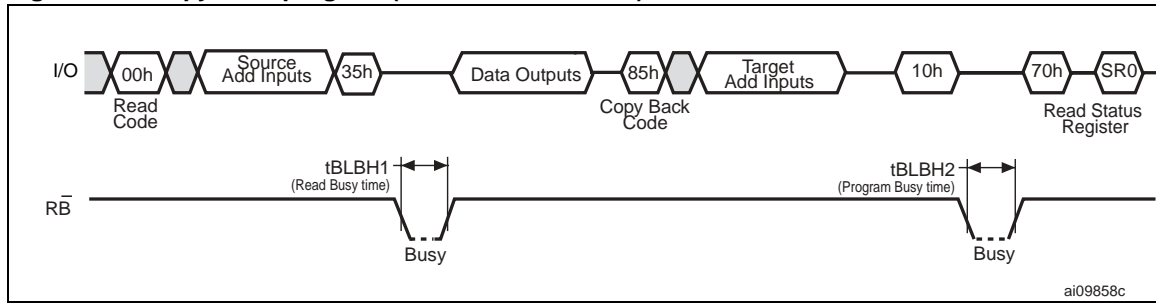 I/O
00h
Source
Add Inputs
35h
Data Outputs
85h
Target
Add Inputs
10h
70h
SR0
Read
Code
Copy Back
Code
Read Status
Register
tBLBH1
(Read Busy time)
tBLBH2
(Program Busy time)
RB̅
Busy
Busy
ai09858c